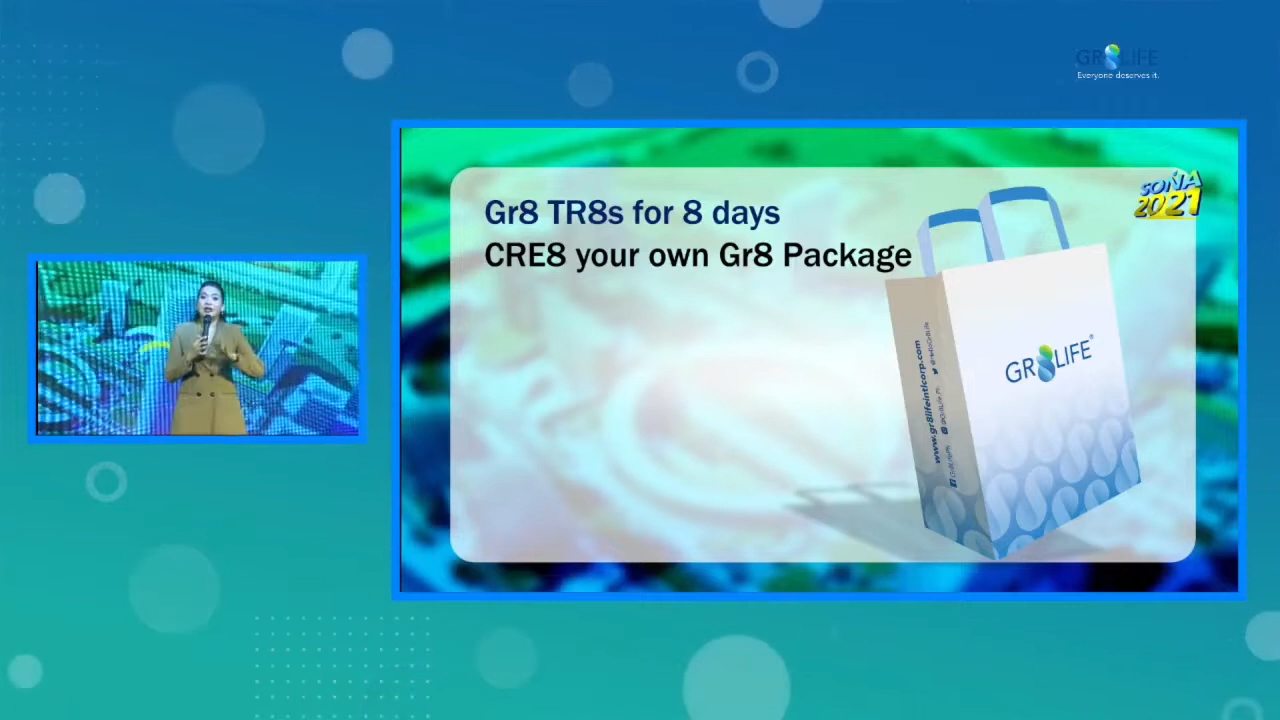 GR8LIFE
Everyone deserves it.
SOÑA
2021
Gr8 TR8s for 8 days
CRE8 your own Gr8 Package
GR8LIFE®
www.gr8lifeintlcorp.com